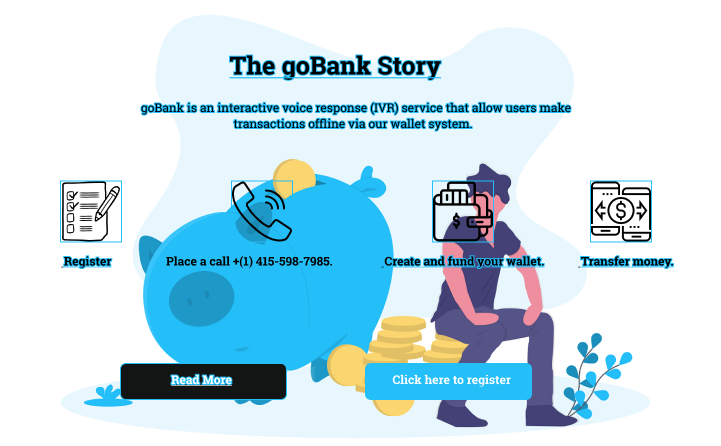 The goBank Story
goBank is an interactive voice response (IVR) service that allow users make
transactions offline via our wallet system.
Register
Place a call +(1) 415-598-7985.
Create and fund your wallet.
Transfer money.
Read More
Click here to register